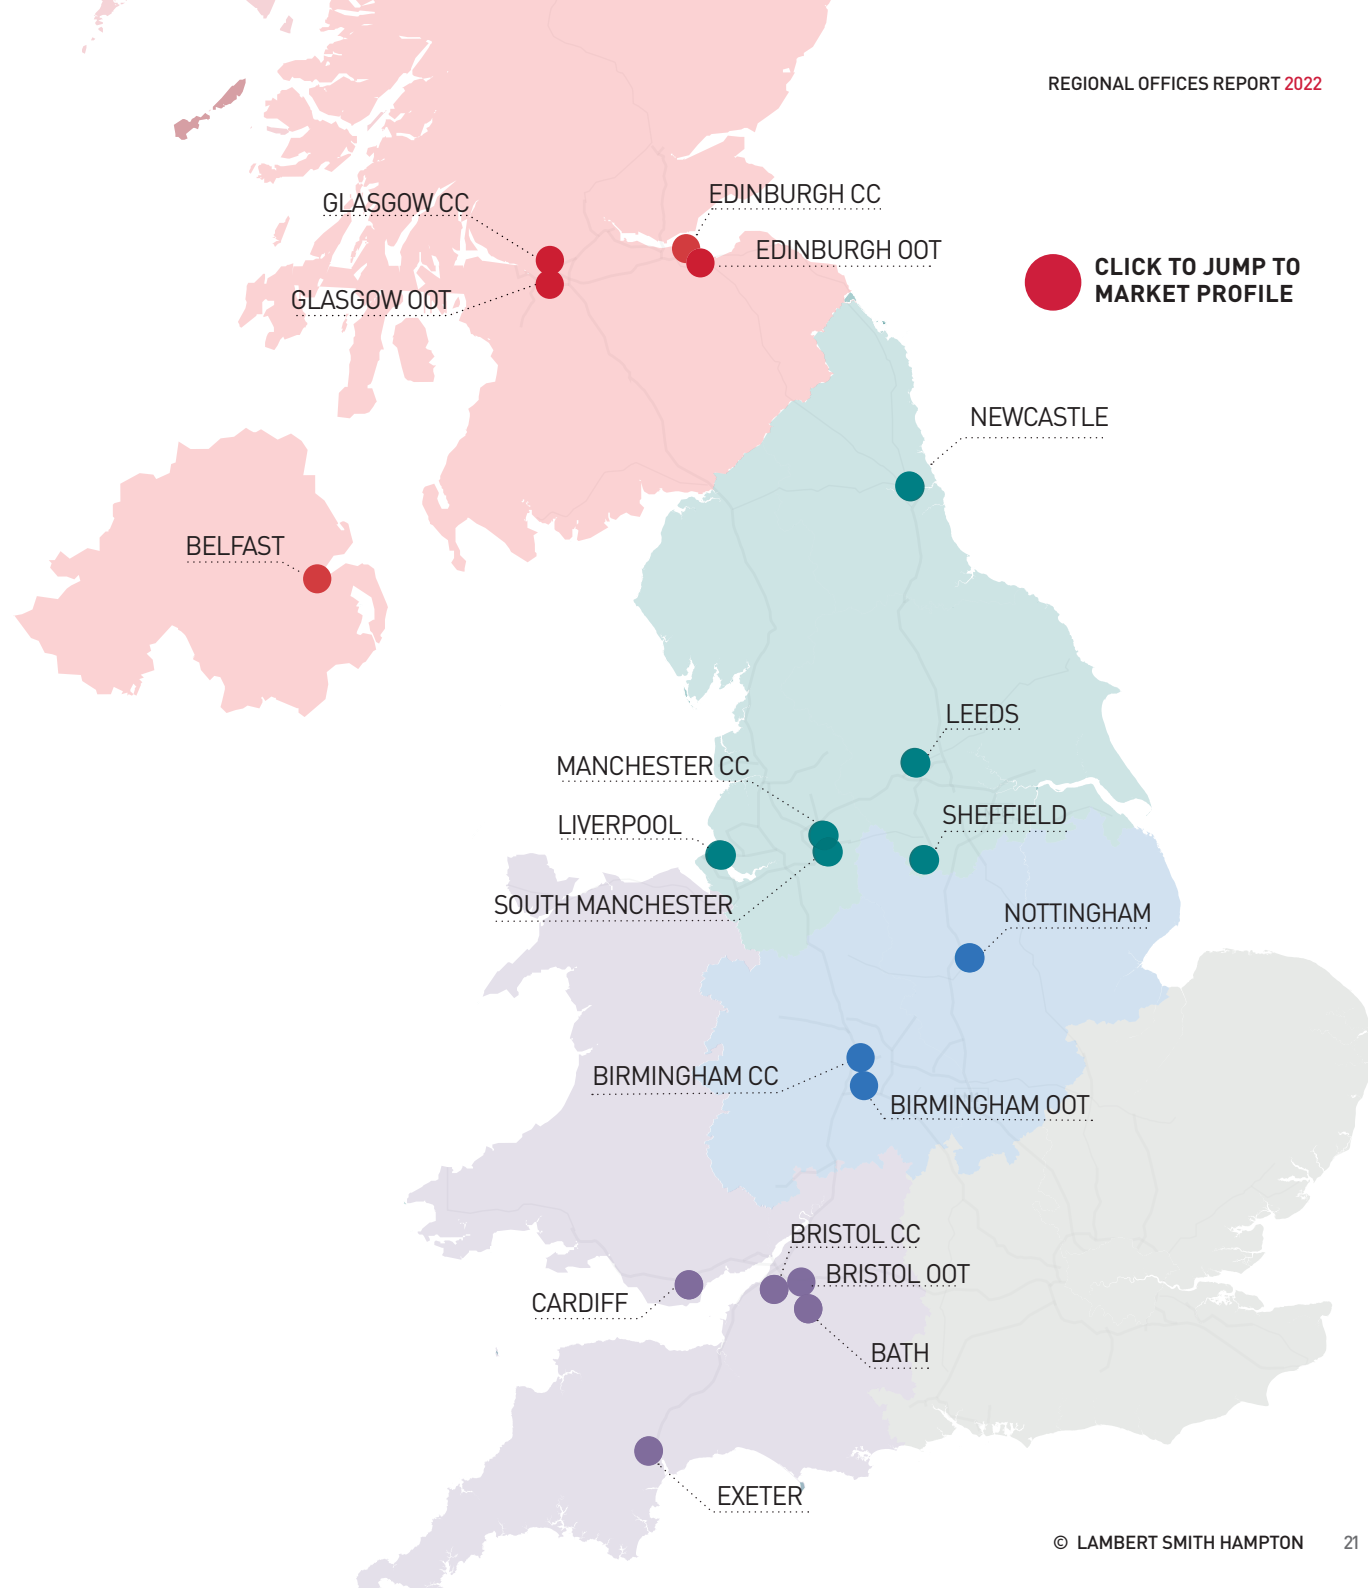 REGIONAL OFFICES REPORT 2022
GLASGOW CC
EDINBURGH CC
EDINBURGH OOT
CLICK TO JUMP TO
MARKET PROFILE
GLASGOW OOT
NEWCASTLE
BELFAST
LEEDS
MANCHESTER CC
LIVERPOOL
SHEFFIELD
SOUTH MANCHESTER
NOTTINGHAM
BIRMINGHAM CC
BIRMINGHAM OOT
BRISTOL CC
BRISTOL OOT
CARDIFF
BATH
EXETER
© LAMBERT SMITH HAMPTON 21